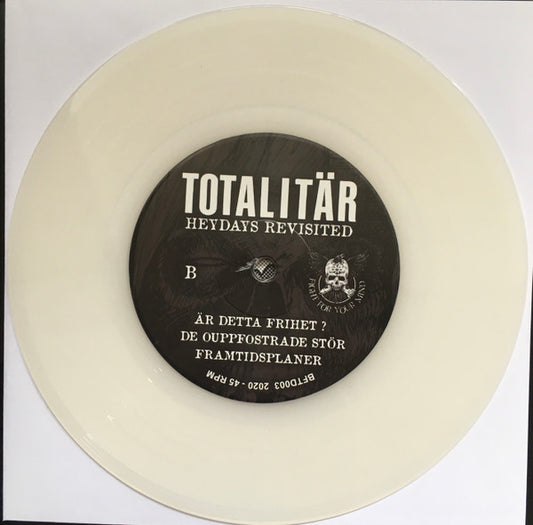 TOTALITÄR
HEYDAYS REVISITED
B
FIGHT FOR YOUR MIND
ÄR DETTA FRIHET ?
DE OUPPFOSTRADE STÖR
FRAMTIDSPLANER
BFTD003 2020 - 45 RPM